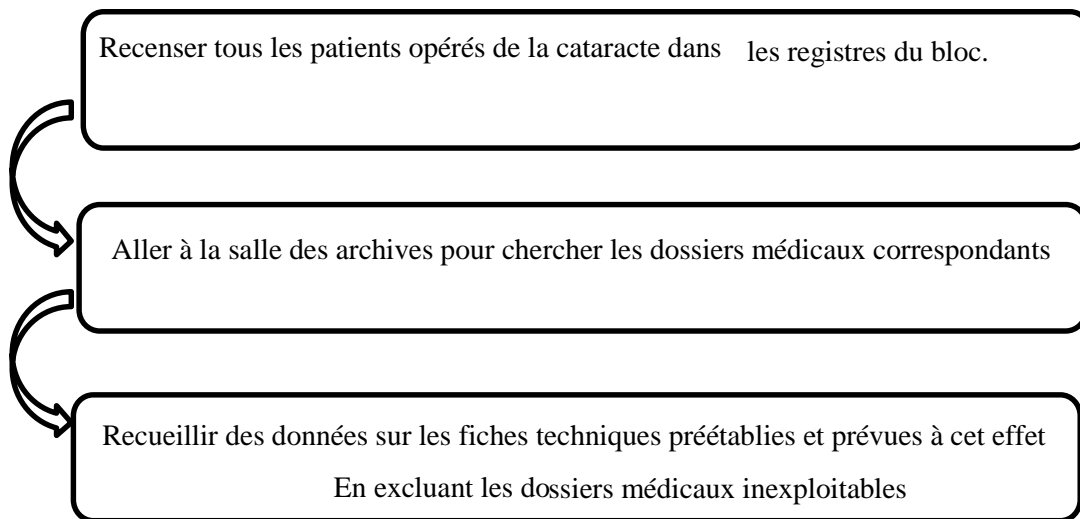 Recenser tous les patients opérés de la cataracte dans les registres du bloc.
Aller à la salle des archives pour chercher les dossiers médicaux correspondants
Recueillir des données sur les fiches techniques préétablies et prévues à cet effet
En excluant les dossiers médicaux inexploitables